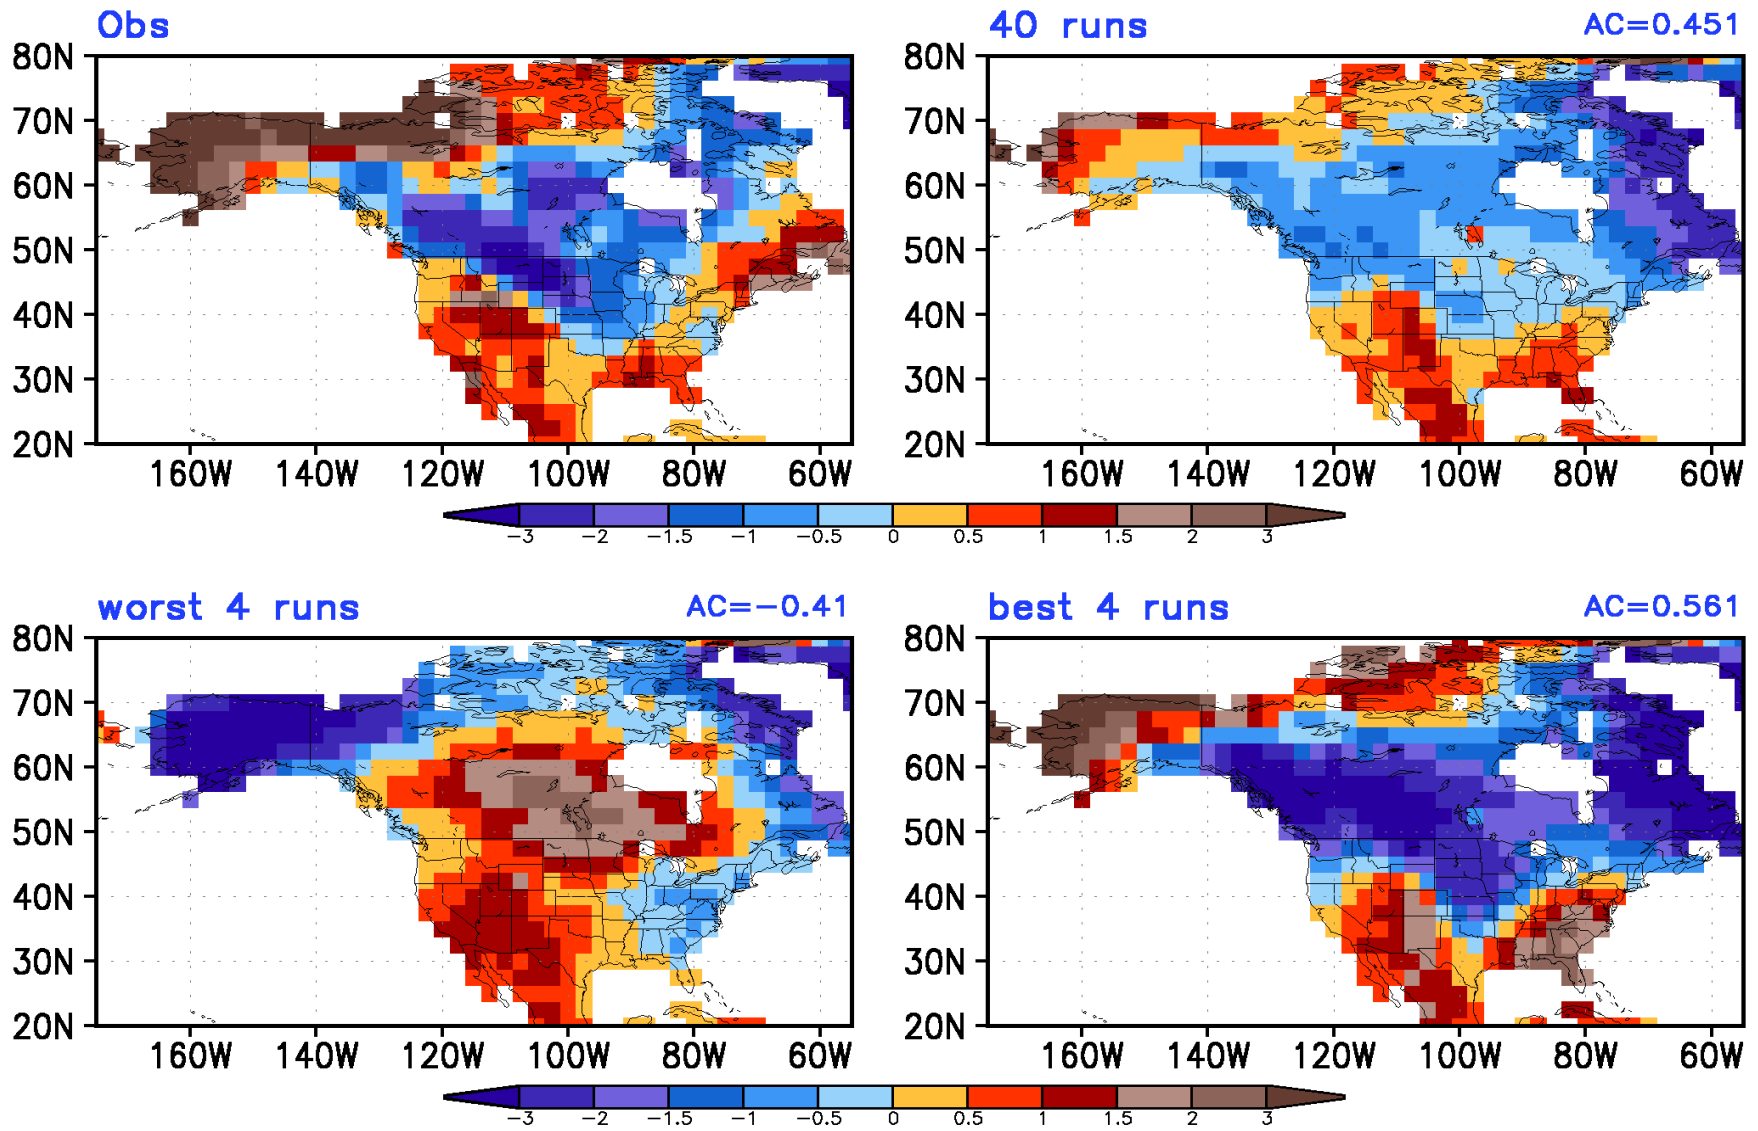 Obs
40 runs AC=0.451
80N 80N
70N 70N
60N 60N
50N 50N
40N 40N
30N 30N
20N 20N
160W 140W 120W 100W 80W 60W 160W 140W 120W 100W 80W 60W
-3 -2 -1.5 -1 -0.5 0 0.5 1 1.5 2 3
worst 4 runs AC=-0.41
best 4 runs AC=0.561
80N 80N
70N 70N
60N 60N
50N 50N
40N 40N
30N 30N
20N 20N
160W 140W 120W 100W 80W 60W 160W 140W 120W 100W 80W 60W
-3 -2 -1.5 -1 -0.5 0 0.5 1 1.5 2 3